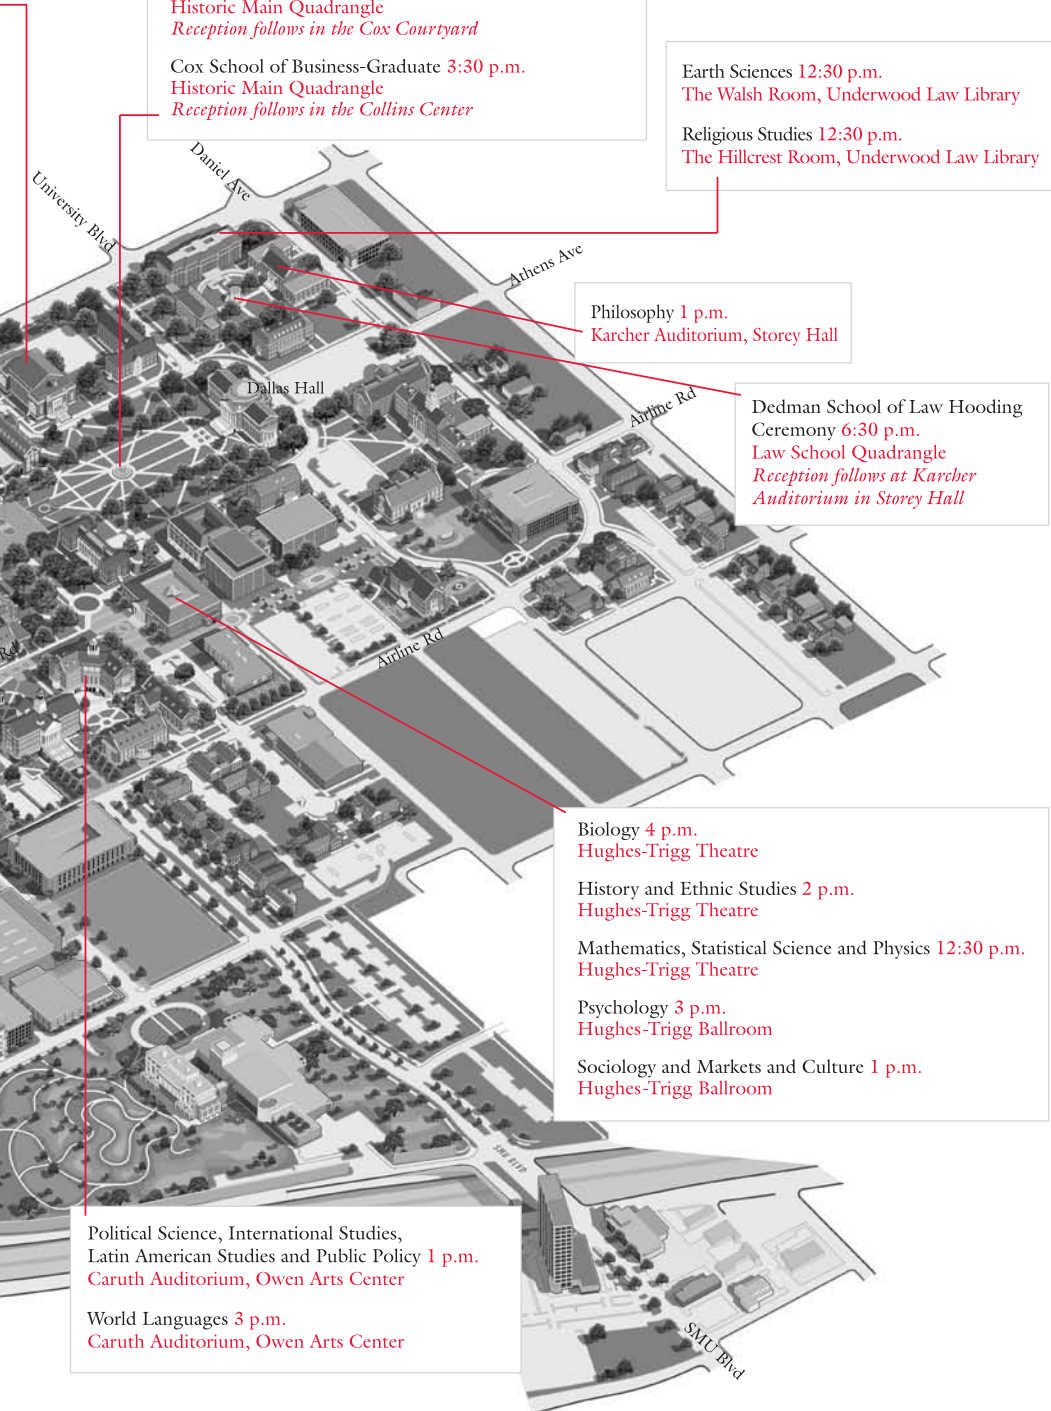 Historic Main Quadrangle
Reception follows in the Cox Courtyard
Cox School of Business-Graduate 3:30 p.m.
Historic Main Quadrangle
Reception follows in the Collins Center
Earth Sciences 12:30 p.m.
The Walsh Room, Underwood Law Library
Religious Studies 12:30 p.m.
The Hillcrest Room, Underwood Law Library
Daniel Ave
University Blvd
Athens Ave
Philosophy 1 p.m.
Karcher Auditorium, Storey Hall
Dallas Hall
Airline Rd
Dedman School of Law Hooding
Ceremony 6:30 p.m.
Law School Quadrangle
Reception follows at Karcher
Auditorium in Storey Hall
Airline Rd
Rd
Biology 4 p.m.
Hughes-Trigg Theatre
History and Ethnic Studies 2 p.m.
Hughes-Trigg Theatre
Mathematics, Statistical Science and Physics 12:30 p.m.
Hughes-Trigg Theatre
Psychology 3 p.m.
Hughes-Trigg Ballroom
Sociology and Markets and Culture 1 p.m.
Hughes-Trigg Ballroom
SMU BLVD
Political Science, International Studies,
Latin American Studies and Public Policy 1 p.m.
Caruth Auditorium, Owen Arts Center
World Languages 3 p.m.
Caruth Auditorium, Owen Arts Center
SMU Blvd